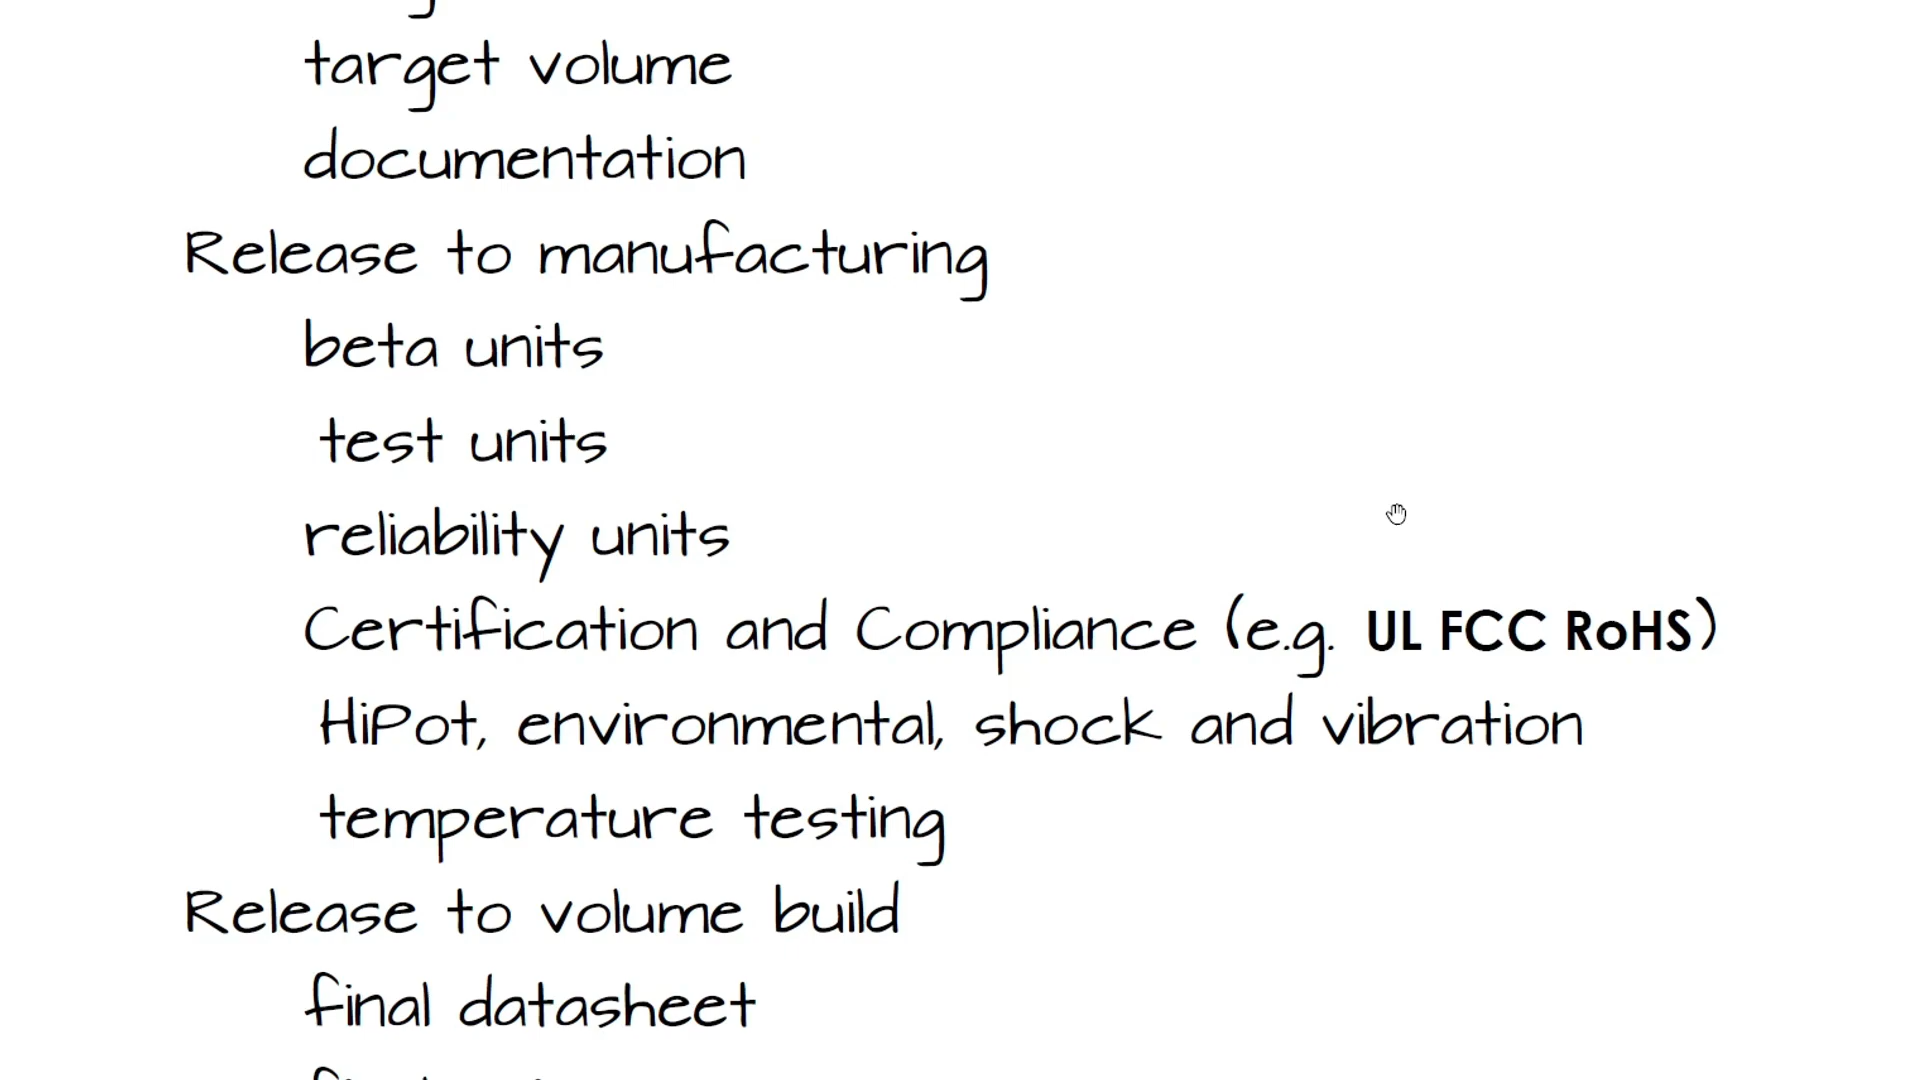 target volume
documentation
Release to manufacturing
beta units
test units
reliability units
Certification and Compliance (e.g. UL FCC RoHS)
HiPot, environmental, shock and vibration
temperature testing
Release to volume build
final datasheet